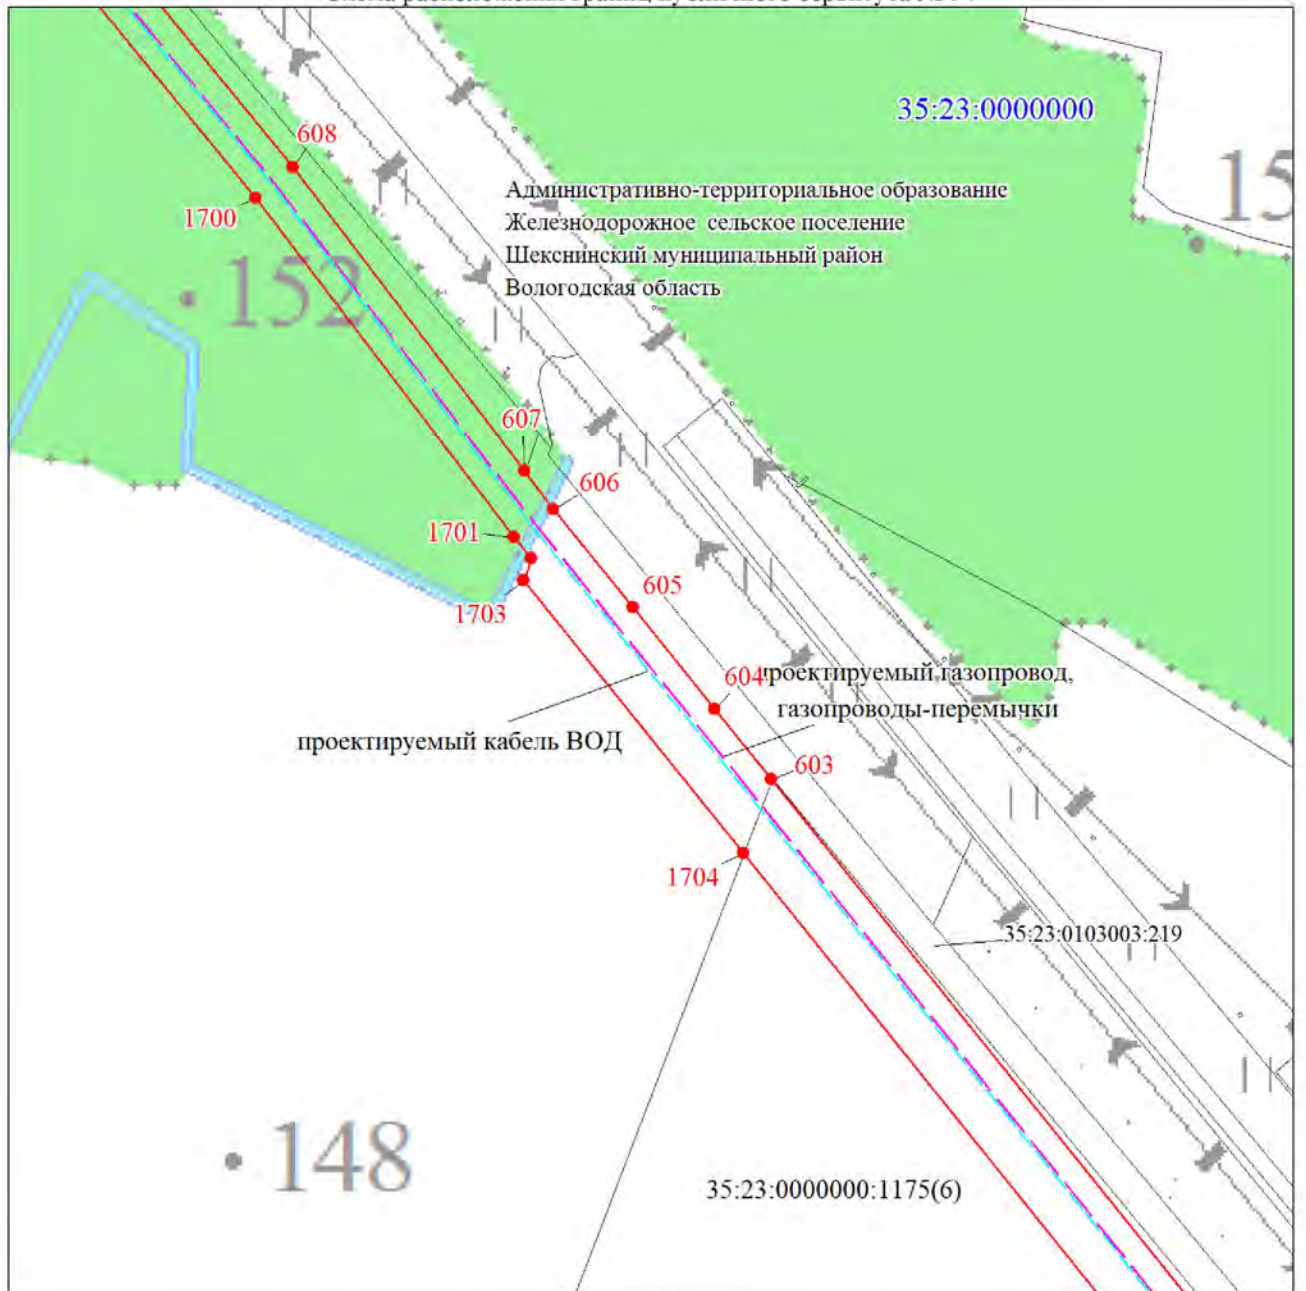 35:23:0000000
608
15
1700
Административно-территориальное образование
Железнодорожное сельское поселение
Шекснинский муниципальный район
Вологодская область
152
607
606
1701
605
1703
604
проектируемый газопровод,
газопроводы-перемычки
проектируемый кабель ВОД
603
1704
35:23:0103003:219
148
35:23:0000000:1175(6)